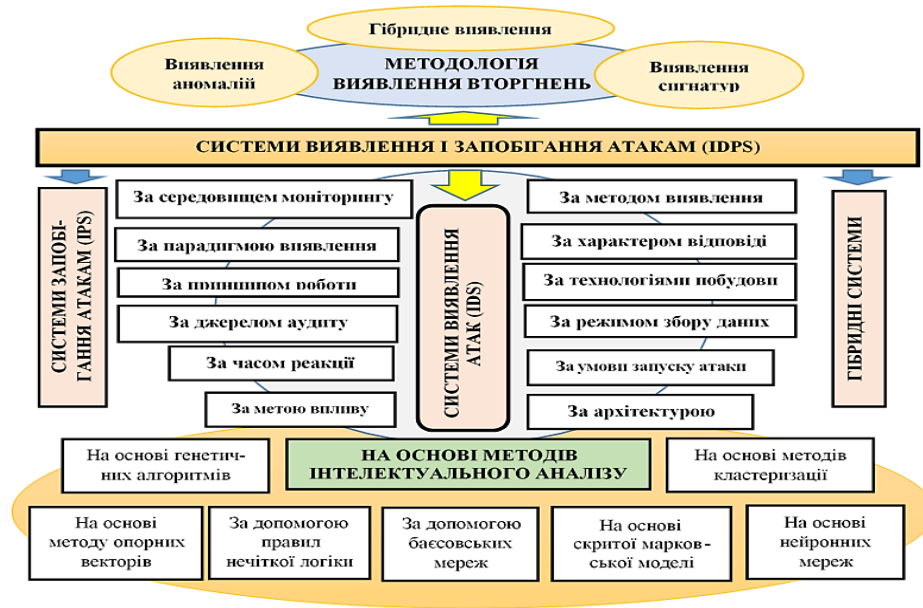 Гібридне виявлення
Виявлення
аномалій
МЕТОДОЛОГІЯ
ВИЯВЛЕННЯ ВТОРГНЕНЬ
Виявлення
сигнатур
СИСТЕМИ ВИЯВЛЕННЯ І ЗАПОБІГАННЯ АТАКАМ (IDPS)
СИСТЕМИ ЗАПОБІ-
ГАННЯ АТАКАМ (IPS)
За середовищем моніторингу
За парадигмою виявлення
За принципом роботи
За джерелом аудиту
За часом реакції
За метою впливу
СИСТЕМИ ВИЯВЛЕННЯ
АТАК (IDS)
За методом виявлення
За характером відповіді
За технологіями побудови
За режимом збору даних
За умови запуску атаки
За архітектурою
ГІБРИДНІ СИСТЕМИ
На основі генетич-
них алгоритмів
НА ОСНОВІ МЕТОДІВ
ІНТЕЛЕКТУАЛЬНОГО АНАЛІЗУ
На основі методів
кластеризації
На основі
методу опорних
векторів
За допомогою
правил
нечіткої логіки
За допомогою
баєсовських
мереж
На основі
скритої марков-
ської моделі
На основі
нейронних
мереж